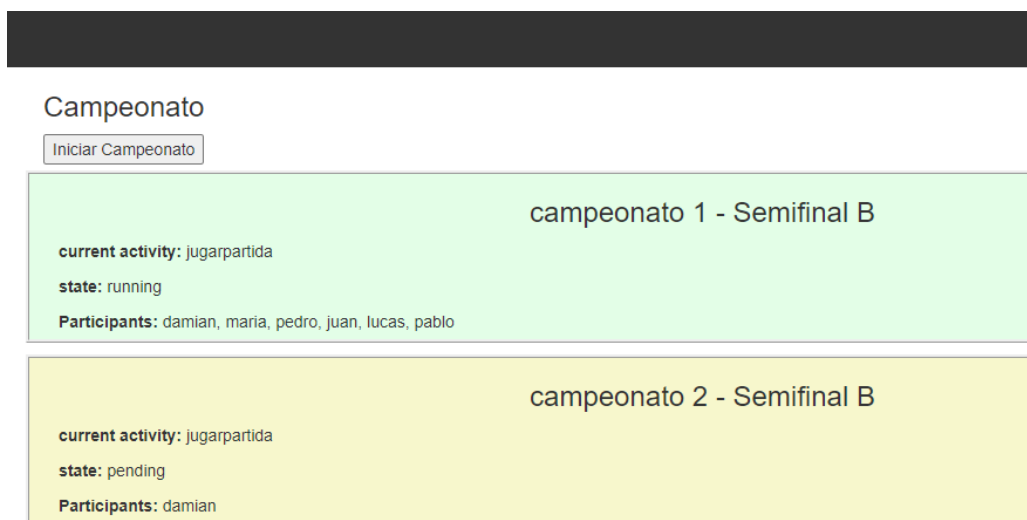 Campeonato
Iniciar Campeonato
campeonato 1 - Semifinal B
current activity: jugarpartida
state: running
Participants: damian, maria, pedro, juan, lucas, pablo
campeonato 2 - Semifinal B
current activity: jugarpartida
state: pending
Participants: damian